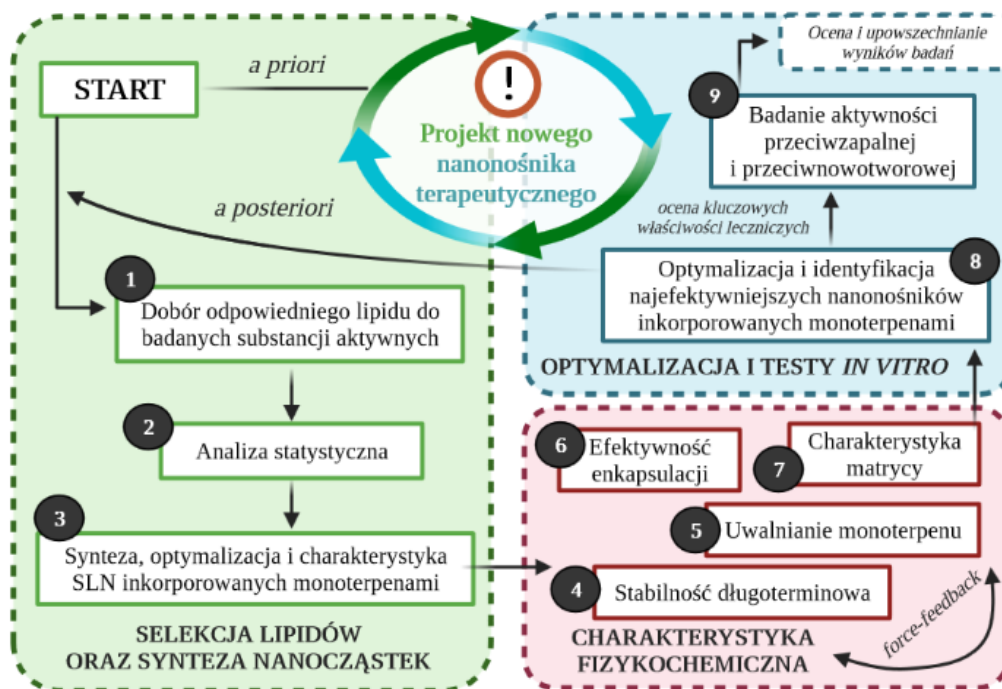 START
a priori
!
Projekt nowego
nanonośnika
terapeutycznego
a posteriori
1
Dobór odpowiedniego lipidu do
badanych substancji aktywnych
2
Analiza statystyczna
3
Synteza, optymalizacja i charakterystyka
SLN inkorporowanych monoterpenami
SELEKCJA LIPIDÓW
ORAZ SYNTEZA NANOCZĄSTEK
4
Stabilność długoterminowa
5
Uwalnianie monoterpenu
6
Efektywność
enkapsulacji
7
Charakterystyka
matrycy
force-feedback
CHARAKTERYSTYKA
FIZYKOCHEMICZNA
8
Optymalizacja i identyfikacja
najefektywniejszych nanonośników
inkorporowanych monoterpenami
OPTYMALIZACJA I TESTY IN VITRO
ocena kluczowych
właściwości leczniczych
9
Badanie aktywności
przeciwzapalnej
i przeciwnowotworowej
Ocena i upowszechnianie
wyników badań